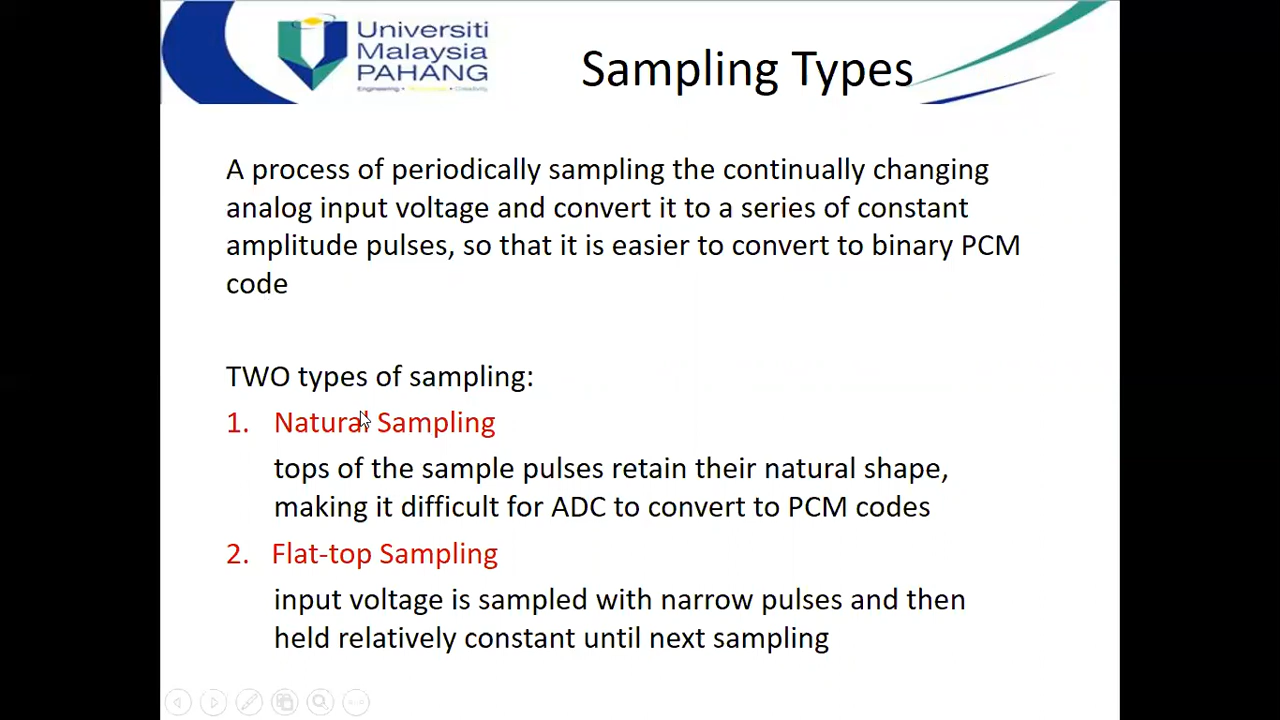 Universiti
Malaysia
PAHANG
Engineering • Technology • Creativity
Sampling Types
A process of periodically sampling the continually changing
analog input voltage and convert it to a series of constant
amplitude pulses, so that it is easier to convert to binary PCM
code
TWO types of sampling:
1. Natural Sampling
tops of the sample pulses retain their natural shape,
making it difficult for ADC to convert to PCM codes
2. Flat-top Sampling
input voltage is sampled with narrow pulses and then
held relatively constant until next sampling